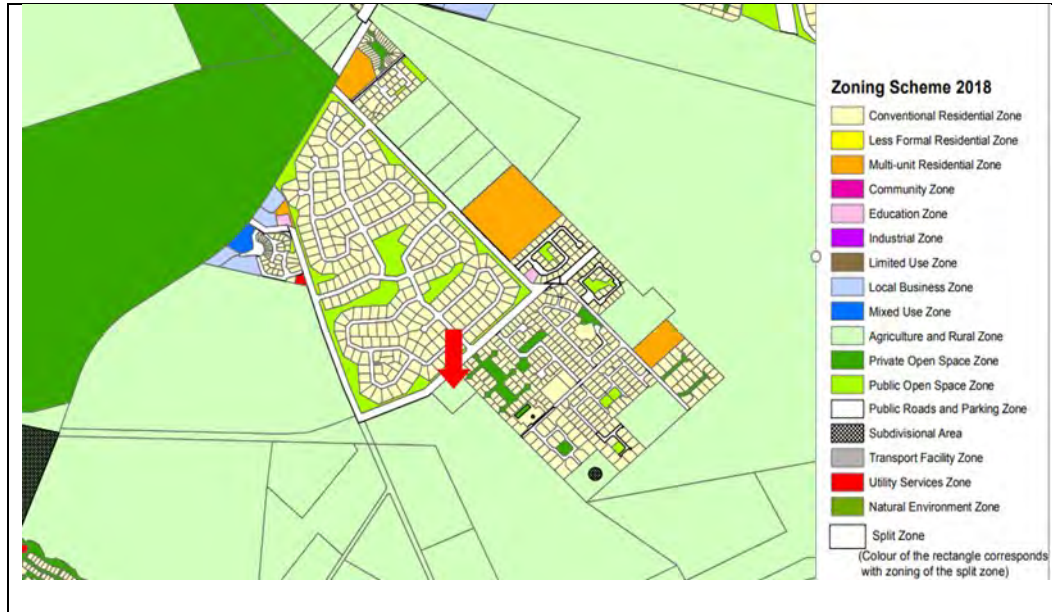 Zoning Scheme 2018
Conventional Residential Zone
Less Formal Residential Zone
Multi-unit Residential Zone
Community Zone
Education Zone
Industrial Zone
Limited Use Zone
Local Business Zone
Mixed Use Zone
Agriculture and Rural Zone
Private Open Space Zone
Public Open Space Zone
Public Roads and Parking Zone
Subdivisional Area
Transport Facility Zone
Utility Services Zone
Natural Environment Zone
Split Zone
(Colour of the rectangle corresponds
with zoning of the split zone)